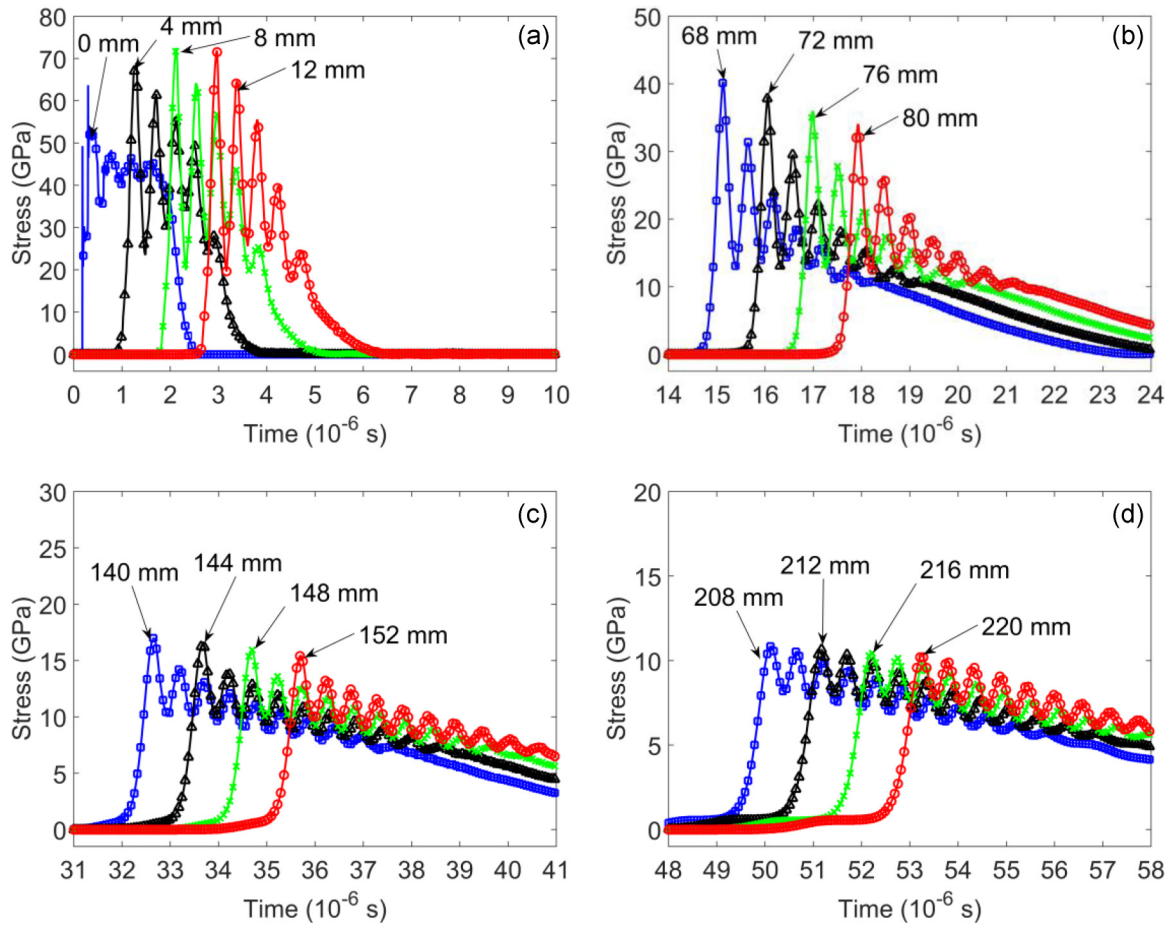 (a)
80
70
60
50
40
30
20
10
0
Stress (GPa)
0 mm
4 mm
8 mm
12 mm
0 1 2 3 4 5 6 7 8 9 10
Time (10⁻⁶ s)
(b)
50
40
30
20
10
0
Stress (GPa)
68 mm
72 mm
76 mm
80 mm
14 15 16 17 18 19 20 21 22 23 24
Time (10⁻⁶ s)
(c)
30
25
20
15
10
5
0
Stress (GPa)
140 mm
144 mm
148 mm
152 mm
31 32 33 34 35 36 37 38 39 40 41
Time (10⁻⁶ s)
(d)
20
15
10
5
0
Stress (GPa)
208 mm
212 mm
216 mm
220 mm
48 49 50 51 52 53 54 55 56 57 58
Time (10⁻⁶ s)